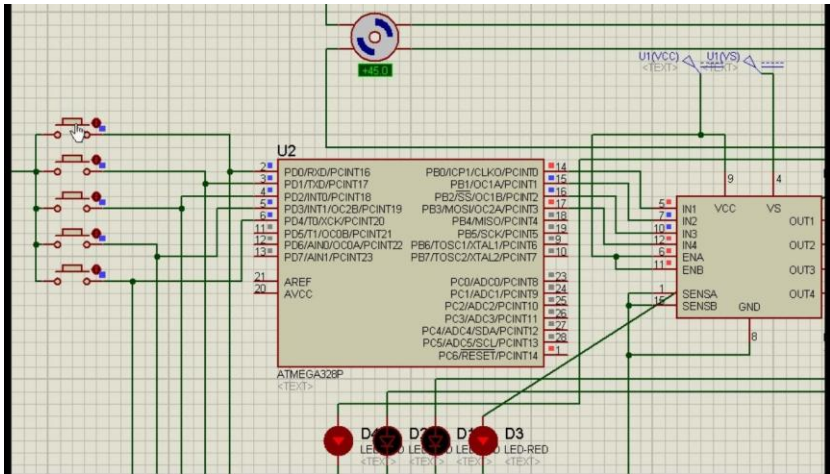 +45.0
U1(VCC)
<TEXT>
U1(VS)
<TEXT>
U2
2 PD0/RXD/PCINT16
3 PD1/TXD/PCINT17
4 PD2/INT0/PCINT18
5 PD3/INT1/OC2B/PCINT19
6 PD4/T0/XCK/PCINT20
11 PD5/T1/OC0B/PCINT21
12 PD6/AIN0/OC0A/PCINT22
13 PD7/AIN1/PCINT23
21 AREF
20 AVCC
PB0/ICP1/CLKO/PCINT0 14
PB1/OC1A/PCINT1 15
PB2/SS/OC1B/PCINT2 16
PB3/MOSI/OC2A/PCINT3 17
PB4/MISO/PCINT4 18
PB5/SCK/PCINT5 19
PB6/TOSC1/XTAL1/PCINT6 9
PB7/TOSC2/XTAL2/PCINT7 10
PC0/ADC0/PCINT8 23
PC1/ADC1/PCINT9 24
PC2/ADC2/PCINT10 25
PC3/ADC3/PCINT11 26
PC4/ADC4/SDA/PCINT12 27
PC5/ADC5/SCL/PCINT13 28
PC6/RESET/PCINT14 1
ATMEGA328P
<TEXT>
9 4
VCC VS
5 IN1
7 IN2
10 IN3
12 IN4
6 ENA
11 ENB
1 SENSA
15 SENSB
OUT1
OUT2
OUT3
OUT4
GND
8
D3
LED-RED
<TEXT>